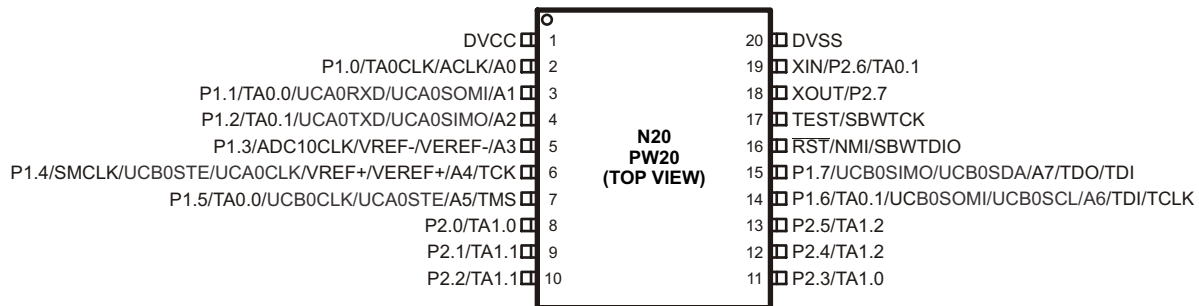 DVCC 1 20 DVSS
P1.0/TA0CLK/ACLK/A0 2 19 XIN/P2.6/TA0.1
P1.1/TA0.0/UCA0RXD/UCA0SOMI/A1 3 18 XOUT/P2.7
P1.2/TA0.1/UCA0TXD/UCA0SIMO/A2 4 17 TEST/SBWTCK
P1.3/ADC10CLK/VREF-/VEREF-/A3 5 16 RST/NMI/SBWTDIO
P1.4/SMCLK/UCB0STE/UCA0CLK/VREF+/VEREF+/A4/TCK 6 15 P1.7/UCB0SIMO/UCB0SDA/A7/TDO/TDI
P1.5/TA0.0/UCB0CLK/UCA0STE/A5/TMS 7 14 P1.6/TA0.1/UCB0SOMI/UCB0SCL/A6/TDI/TCLK
P2.0/TA1.0 8 13 P2.5/TA1.2
P2.1/TA1.1 9 12 P2.4/TA1.2
P2.2/TA1.1 10 11 P2.3/TA1.0
N20
PW20
(TOP VIEW)